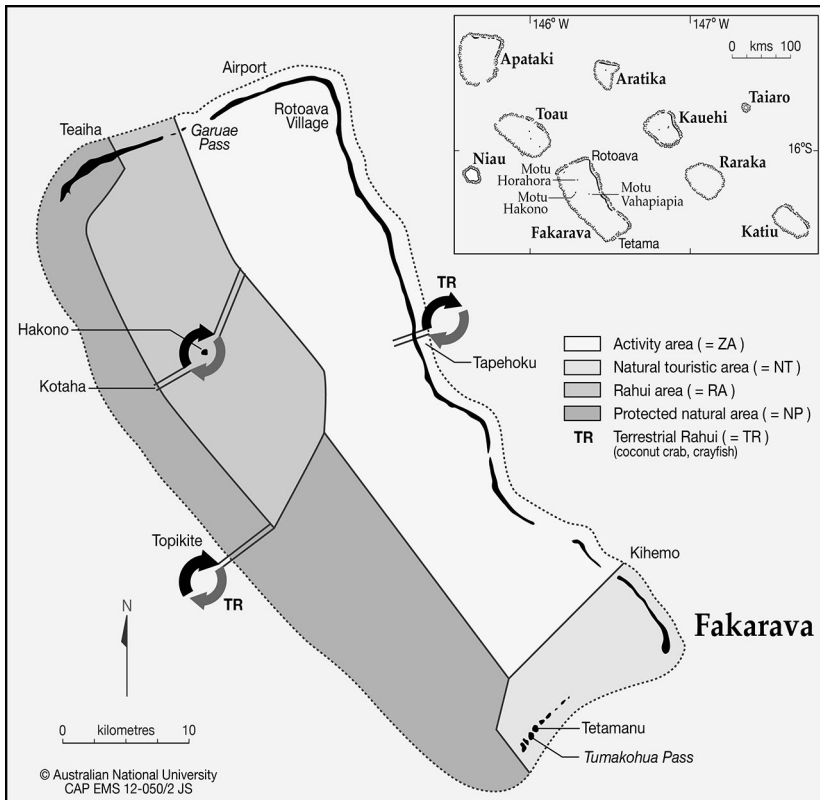 146° W
147° W
0 kms 100
Apataki
Aratika
Taiaro
Toau
Kauehi
16°S
Niau
Rotoava
Raraka
Motu
Horahora
Motu
Hakono
Motu
Vahapiapia
Fakarava
Tetama
Katiu
Airport
Rotoava
Village
Teaiha
Garuae
Pass
TR
Hakono
Tapehoku
Kotaha
Activity area ( = ZA )
Natural touristic area ( = NT )
Rahui area ( = RA )
Protected natural area ( = NP )
TR Terrestrial Rahui ( = TR )
(coconut crab, crayfish)
Topikite
TR
Kihemo
N
Fakarava
0 kilometres 10
Tetamanu
Tumakohua Pass
© Australian National University
CAP EMS 12-050/2 JS